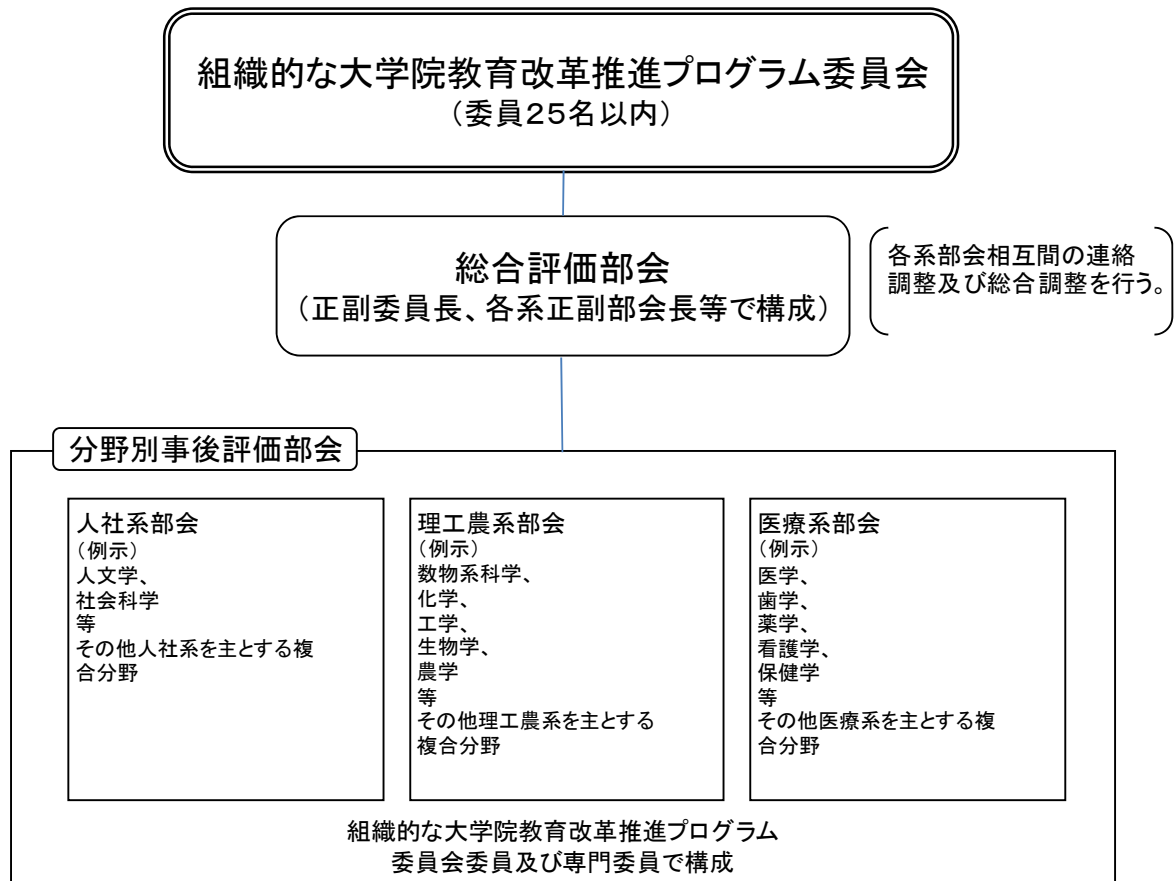 組織的な大学院教育改革推進プログラム委員会
（委員２５名以内）
総合評価部会
（正副委員長、各系正副部会長等で構成）
各系部会相互間の連絡
調整及び総合調整を行う。
分野別事後評価部会
人社系部会
（例示）
人文学、
社会科学
等
その他人社系を主とする複
合分野
理工農系部会
（例示）
数物系科学、
化学、
工学、
生物学、
農学
等
その他理工農系を主とする
複合分野
医療系部会
（例示）
医学、
歯学、
薬学、
看護学、
保健学
等
その他医療系を主とする複
合分野
組織的な大学院教育改革推進プログラム
委員会委員及び専門委員で構成